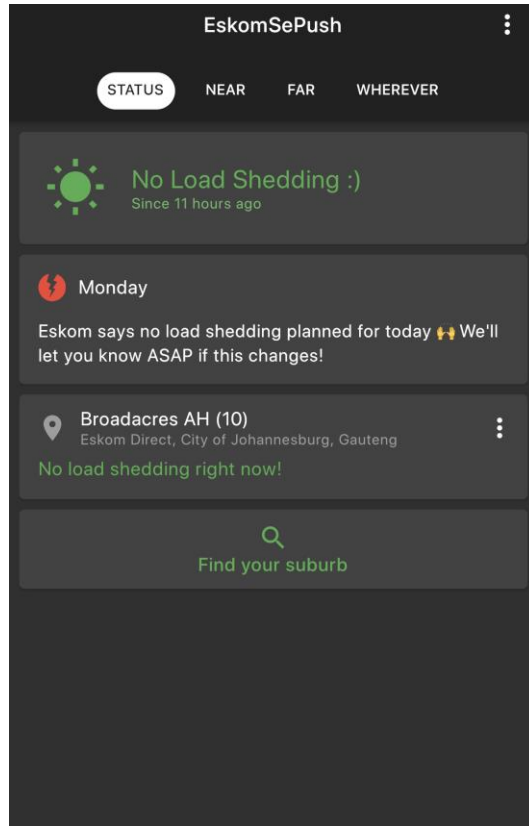 EskomSePush
STATUS NEAR FAR WHEREVER
No Load Shedding :)
Since 11 hours ago
Monday
Eskom says no load shedding planned for today 🙌 We'll
let you know ASAP if this changes!
Broadacres AH (10)
Eskom Direct, City of Johannesburg, Gauteng
No load shedding right now!
Find your suburb